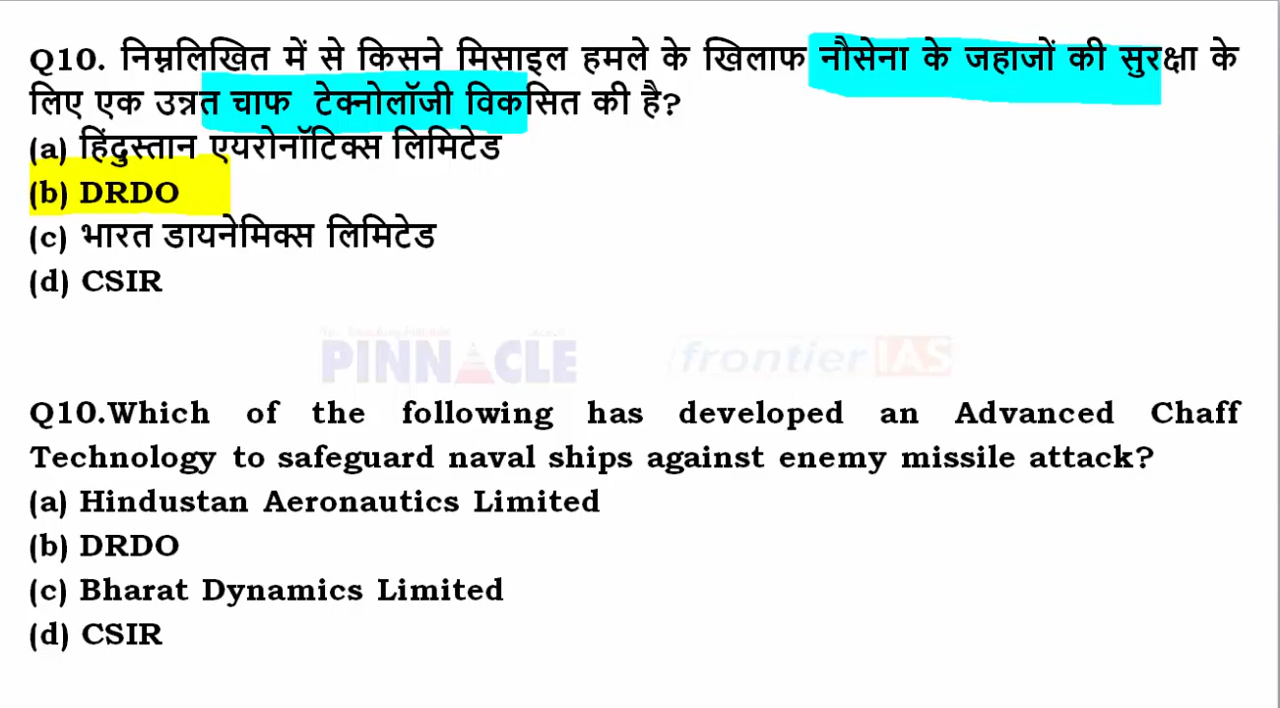 Q10. निम्नलिखित में से किसने मिसाइल हमले के खिलाफ नौसेना के जहाजों की सुरक्षा के
लिए एक उन्नत चाफ टेक्नोलॉजी विकसित की है?
(a) हिंदुस्तान एयरोनॉटिक्स लिमिटेड
(b) DRDO
(c) भारत डायनेमिक्स लिमिटेड
(d) CSIR
PINNACLE frontier IAS
Q10.Which of the following has developed an Advanced Chaff
Technology to safeguard naval ships against enemy missile attack?
(a) Hindustan Aeronautics Limited
(b) DRDO
(c) Bharat Dynamics Limited
(d) CSIR